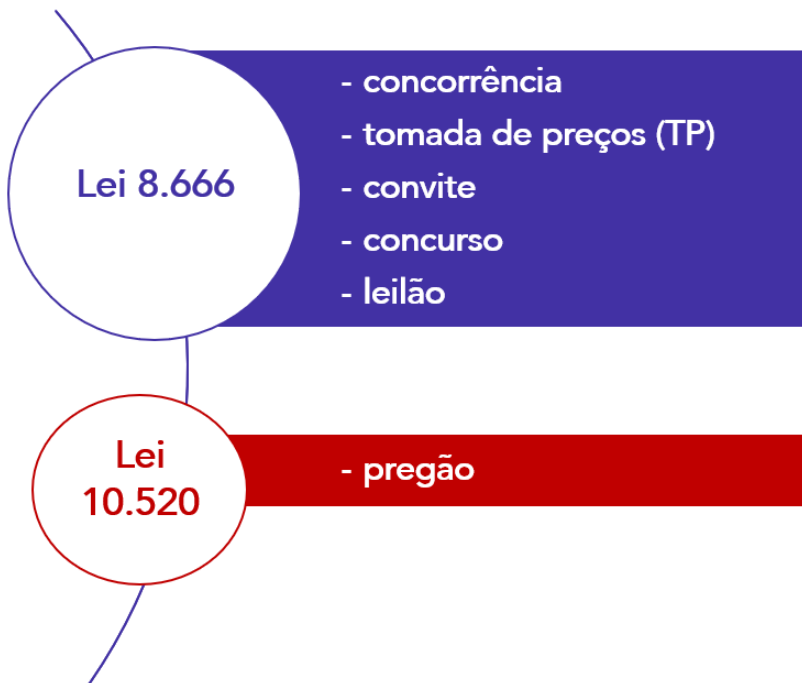 Lei 8.666
- concorrência
- tomada de preços (TP)
- convite
- concurso
- leilão
Lei
10.520
- pregão